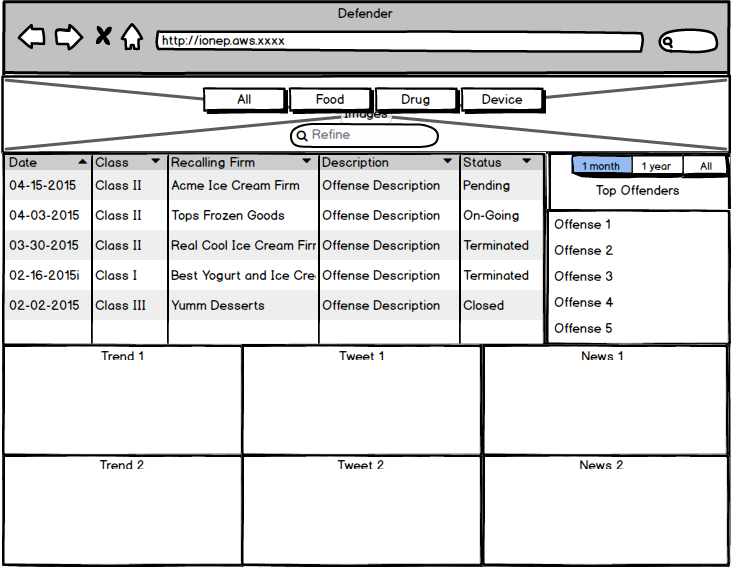 Defender
http://ionep.aws.xxxx
All Food Drug Device
Images
Refine
Date Class Recalling Firm Description Status
04-15-2015 Class II Acme Ice Cream Firm Offense Description Pending
04-03-2015 Class II Tops Frozen Goods Offense Description On-Going
03-30-2015 Class II Real Cool Ice Cream Firr Offense Description Terminated
02-16-2015i Class I Best Yogurt and Ice Cre Offense Description Terminated
02-02-2015 Class III Yumm Desserts Offense Description Closed
1 month 1 year All
Top Offenders
Offense 1
Offense 2
Offense 3
Offense 4
Offense 5
Trend 1 Tweet 1 News 1
Trend 2 Tweet 2 News 2